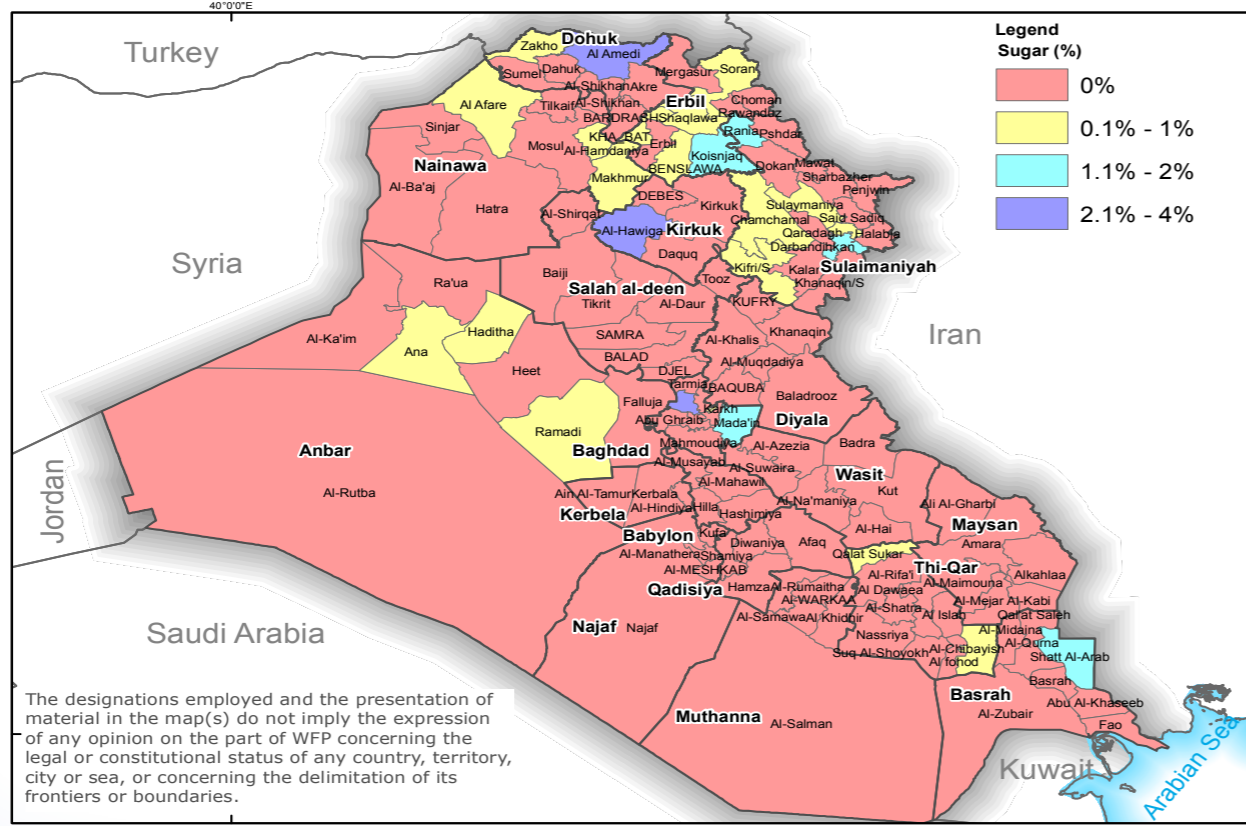 40°0'0"E
Turkey
Syria
Jordan
Saudi Arabia
Iran
Kuwait
Arabian Sea
Legend
Sugar (%)
0%
0.1% - 1%
1.1% - 2%
2.1% - 4%
Dohuk
Zakho
Al Amedi
Sumel
Dahuk
Al-Shikhan
Akre
Mergasur
Soran
Erbil
Choman
Rawanduz
Al Afare
Tilkaif
Al-Shikhan
Shaqlawa
Rania
Pshdar
Sinjar
Mosul
Al-Hamdaniya
Erbil
Koisnjaq
Nainawa
BENSLAWA
Dokan
Mawat
Sharbazher
Penjwin
Al-Ba'aj
Hatra
Makhmur
DEBES
Kirkuk
Sulaymaniya
Al-Shirqat
Chamchamal
Said Sadiq
Al-Hawiga
Kirkuk
Qaradagh
Halabja
Darbandihkan
Daquq
Kifri/S
Kalar
Sulaimaniyah
Khanaqin/S
Baiji
Tooz
Salah al-deen
Ra'ua
Tikrit
Al-Daur
KUFRY
Haditha
SAMRA
Al-Khalis
Khanaqin
Al-Ka'im
Ana
BALAD
Al-Muqdadiya
Heet
DJEL
Tarmia
BAQUBA
Baladrooz
Falluja
Karkh
Mada'in
Diyala
Abu Ghraib
Ramadi
Baghdad
Mahmoudiya
Al-Azezia
Badra
Anbar
Al-Musayab
Al-Suwaira
Wasit
Al-Rutba
Al-Mahawil
Ain Al-Tamur
Kerbala
Al-Na'maniya
Kut
Kerbela
Al-Hindiya
Hilla
Hashimiya
Ali Al-Gharbi
Al-Hai
Maysan
Babylon
Kufa
Diwaniya
Afaq
Amara
Al-Manathera
Shamiya
Qalat Sukar
Thi-Qar
Al-MESHKAB
Al-Rifa'i
Al-Maimouna
Alkahlaa
Qadisiya
Hamza
Al-Rumaitha
Al Dawaea
Al-WARKAA
Al-Mejar Al-Kabi
Al-Shatra
Al Islah
Qal'at Saleh
Najaf
Najaf
Al-Samawa
Al Khidhir
Al-Midajna
Nassriya
Al-Qurna
Suq Al-Shoyokh
Al-Chibayish
Al fohod
Shatt Al-Arab
Basrah
Basrah
Abu Al-Khaseeb
Muthanna
Al-Salman
Al-Zubair
Fao
The designations employed and the presentation of
material in the map(s) do not imply the expression
of any opinion on the part of WFP concerning the
legal or constitutional status of any country, territory,
city or sea, or concerning the delimitation of its
frontiers or boundaries.